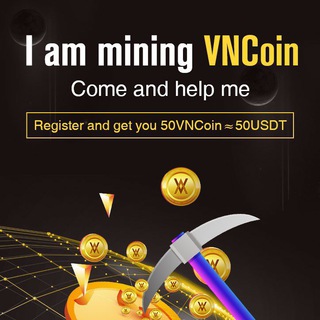 I am mining VNCoin
Come and help me
Register and get you 50VNCoin≈50USDT